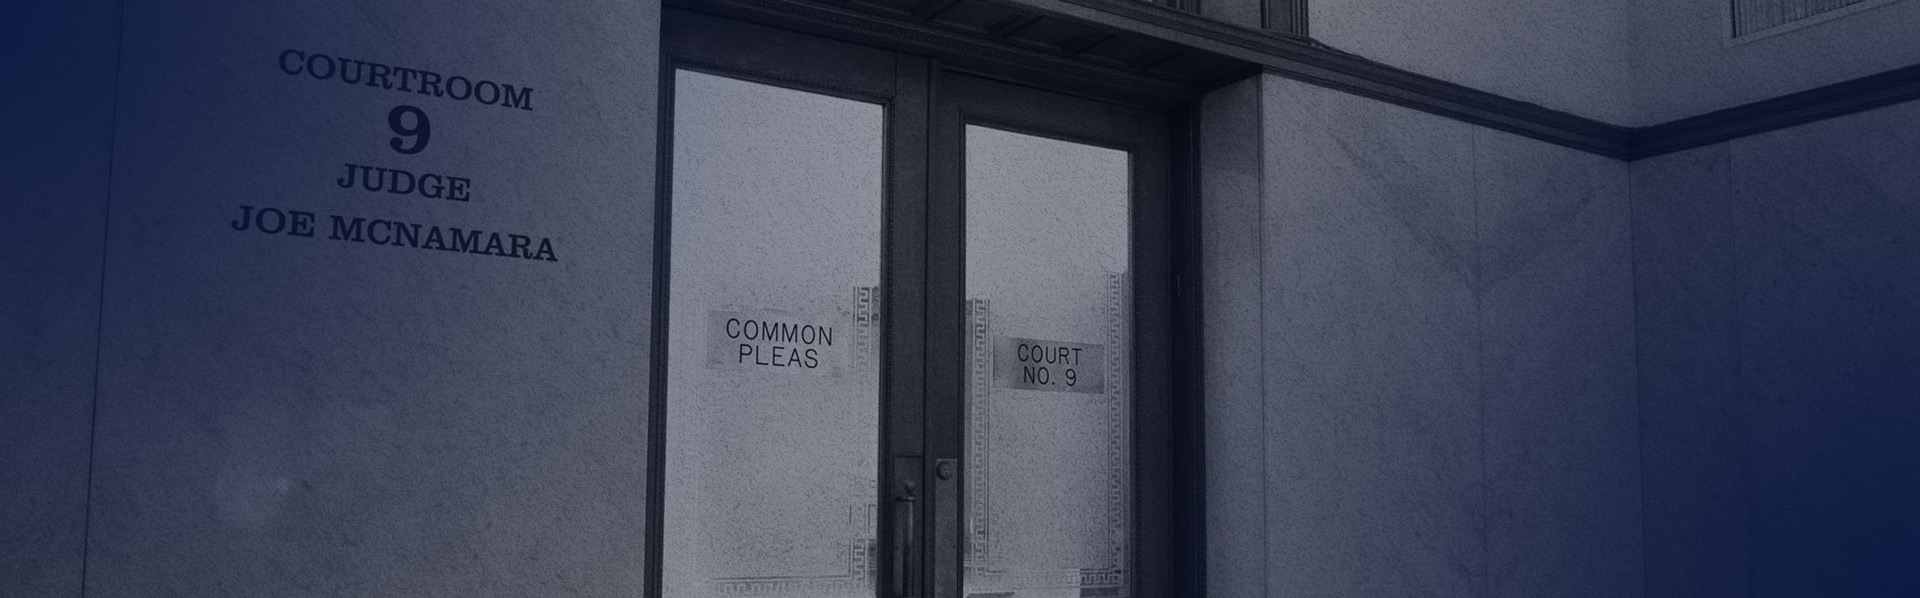 COURTROOM
9
JUDGE
JOE MCNAMARA
COMMON
PLEAS
COURT
NO. 9